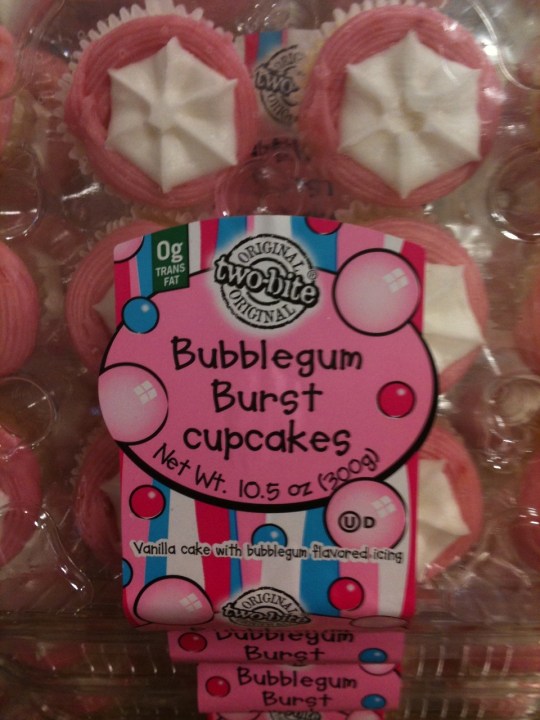 0g
TRANS
FAT
ORIGINAL
two-bite®
ORIGINAL
Bubblegum
Burst
cupcakes
Net Wt. 10.5 oz (300g)
U D
Vanilla cake with bubblegum flavored icing
ORIGINAL
two-bite
Bubblegum
Burst
Bubblegum
Burst